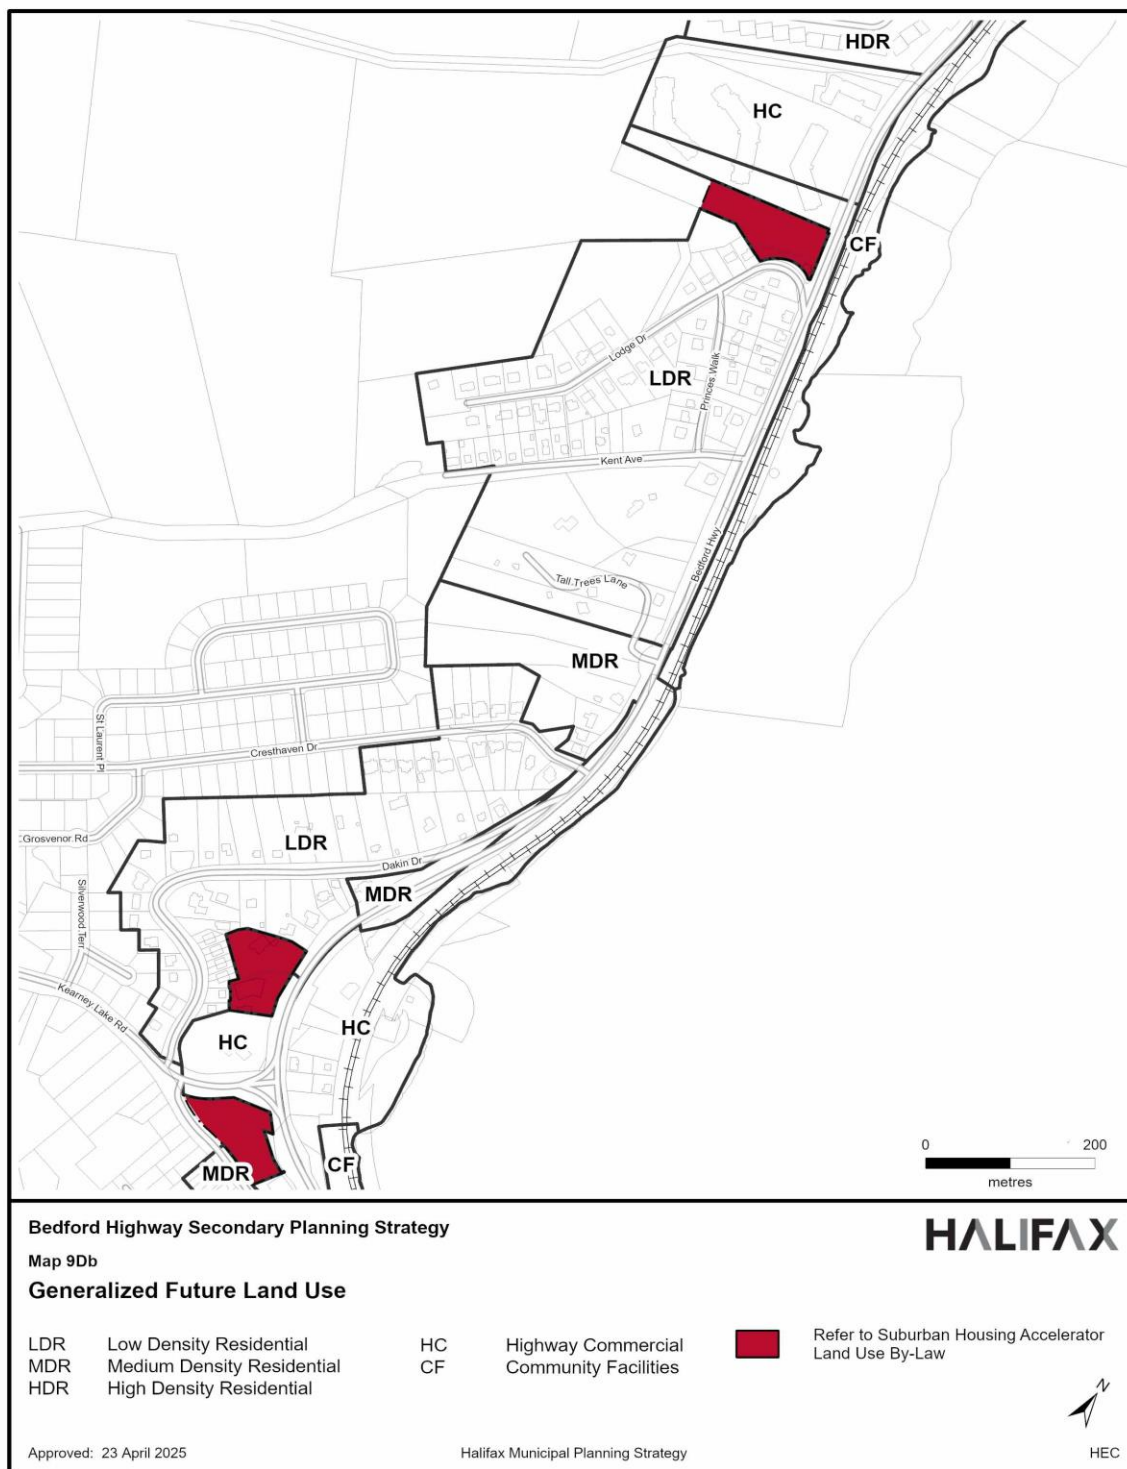 HDR
HC
CF
Lodge Dr
Princes Walk
LDR
Kent Ave
Bedford Hwy
Tall Trees Lane
MDR
St Laurent Pl
Cresthaven Dr
Grosvenor Rd
LDR
Dakin Dr
MDR
Silverwood Terr
Kearney Lake Rd
HC
HC
MDR
CF
0 200
metres
Bedford Highway Secondary Planning Strategy
HALIFAX
Map 9Db
Generalized Future Land Use
LDR Low Density Residential
MDR Medium Density Residential
HDR High Density Residential
HC Highway Commercial
CF Community Facilities
Refer to Suburban Housing Accelerator
Land Use By-Law
N
Approved: 23 April 2025
Halifax Municipal Planning Strategy
HEC